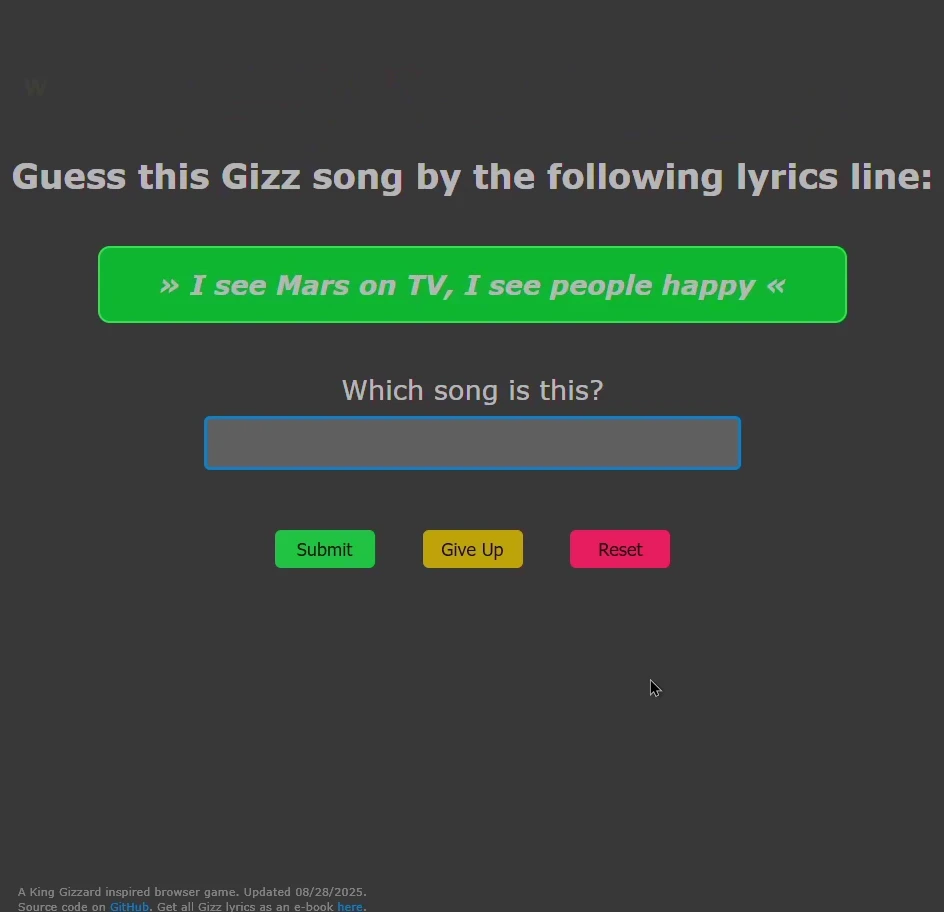 W
Guess this Gizz song by the following lyrics line:
» I see Mars on TV, I see people happy «
Which song is this?
Submit
Give Up
Reset
A King Gizzard inspired browser game. Updated 08/28/2025.
Source code on GitHub. Get all Gizz lyrics as an e-book here.